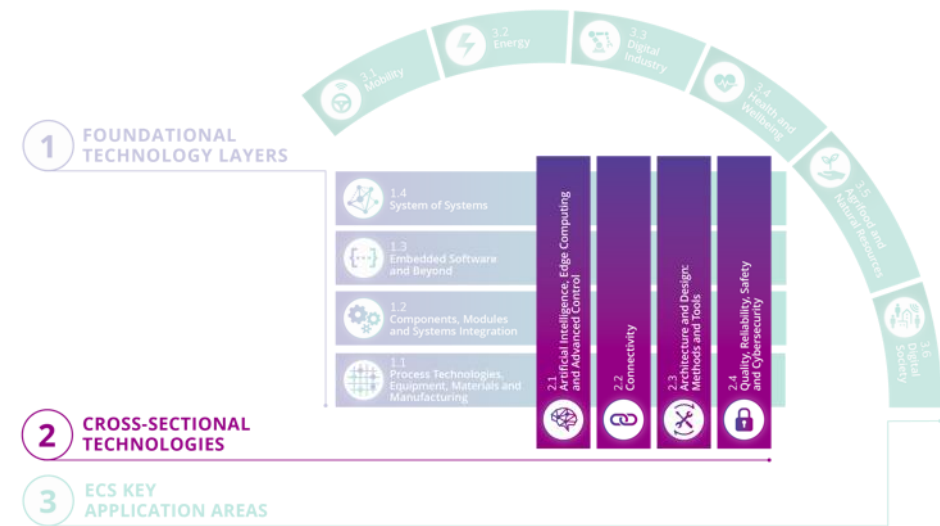 3.1
Mobility
3.2
Energy
3.3
Digital
Industry
3.4
Health and
Wellbeing
3.5
Agrifood and
Natural Resources
3.6
Digital
Society
1
FOUNDATIONAL
TECHNOLOGY LAYERS
1.4
System of Systems
1.3
Embedded Software
and Beyond
1.2
Components, Modules
and Systems Integration
1.1
Process Technologies,
Equipment, Materials and
Manufacturing
2.1
Artificial Intelligence, Edge Computing
and Advanced Control
2.2
Connectivity
2.3
Architecture and Design:
Methods and Tools
2.4
Quality, Reliability, Safety
and Cybersecurity
2
CROSS-SECTIONAL
TECHNOLOGIES
3
ECS KEY
APPLICATION AREAS